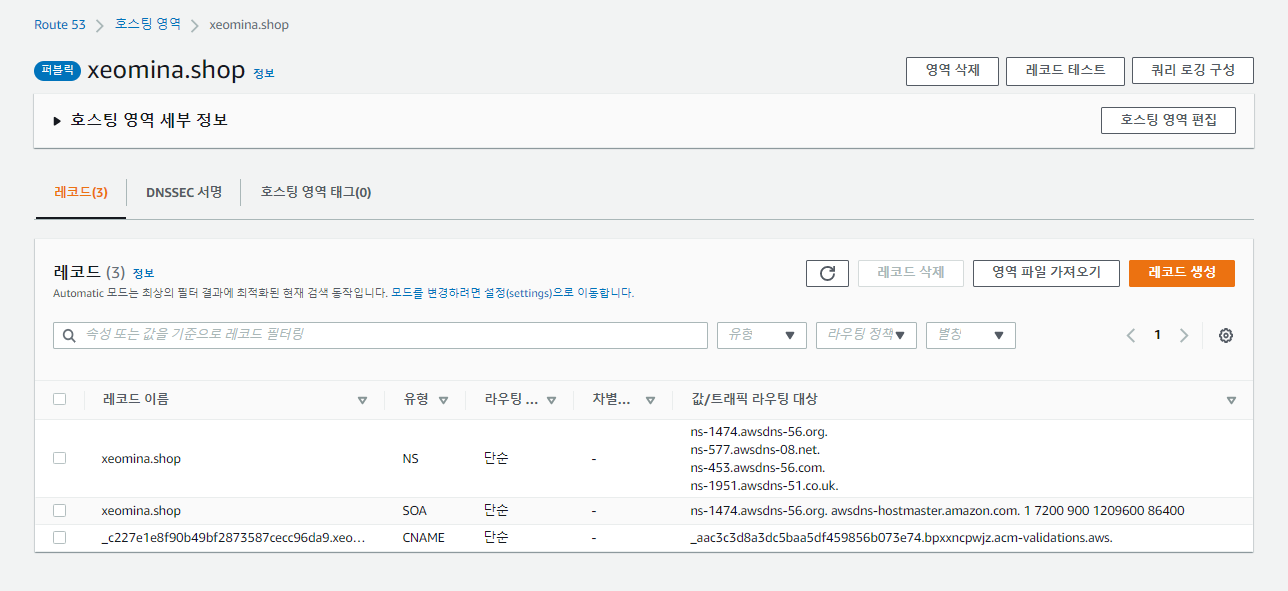 Route 53 > 호스팅 영역 > xeomina.shop
퍼블릭 xeomina.shop 정보
영역 삭제 레코드 테스트 쿼리 로깅 구성
호스팅 영역 세부 정보 호스팅 영역 편집
레코드(3) DNSSEC 서명 호스팅 영역 태그(0)
레코드 (3) 정보
레코드 삭제 영역 파일 가져오기 레코드 생성
Automatic 모드는 최상의 필터 결과에 최적화된 현재 검색 동작입니다. 모드를 변경하려면 설정(settings)으로 이동합니다.
속성 또는 값을 기준으로 레코드 필터링 유형 라우팅 정책 별칭 1
레코드 이름 유형 라우팅 ... 차별... 값/트래픽 라우팅 대상
xeomina.shop NS 단순 -
ns-1474.awsdns-56.org.
ns-577.awsdns-08.net.
ns-453.awsdns-56.com.
ns-1951.awsdns-51.co.uk.
xeomina.shop SOA 단순 - ns-1474.awsdns-56.org. awsdns-hostmaster.amazon.com. 1 7200 900 1209600 86400
_c227e1e8f90b49bf2873587cecc96da9.xeo... CNAME 단순 - _aac3c3d8a3dc5baa5df459856b073e74.bpxxncpwjz.acm-validations.aws.